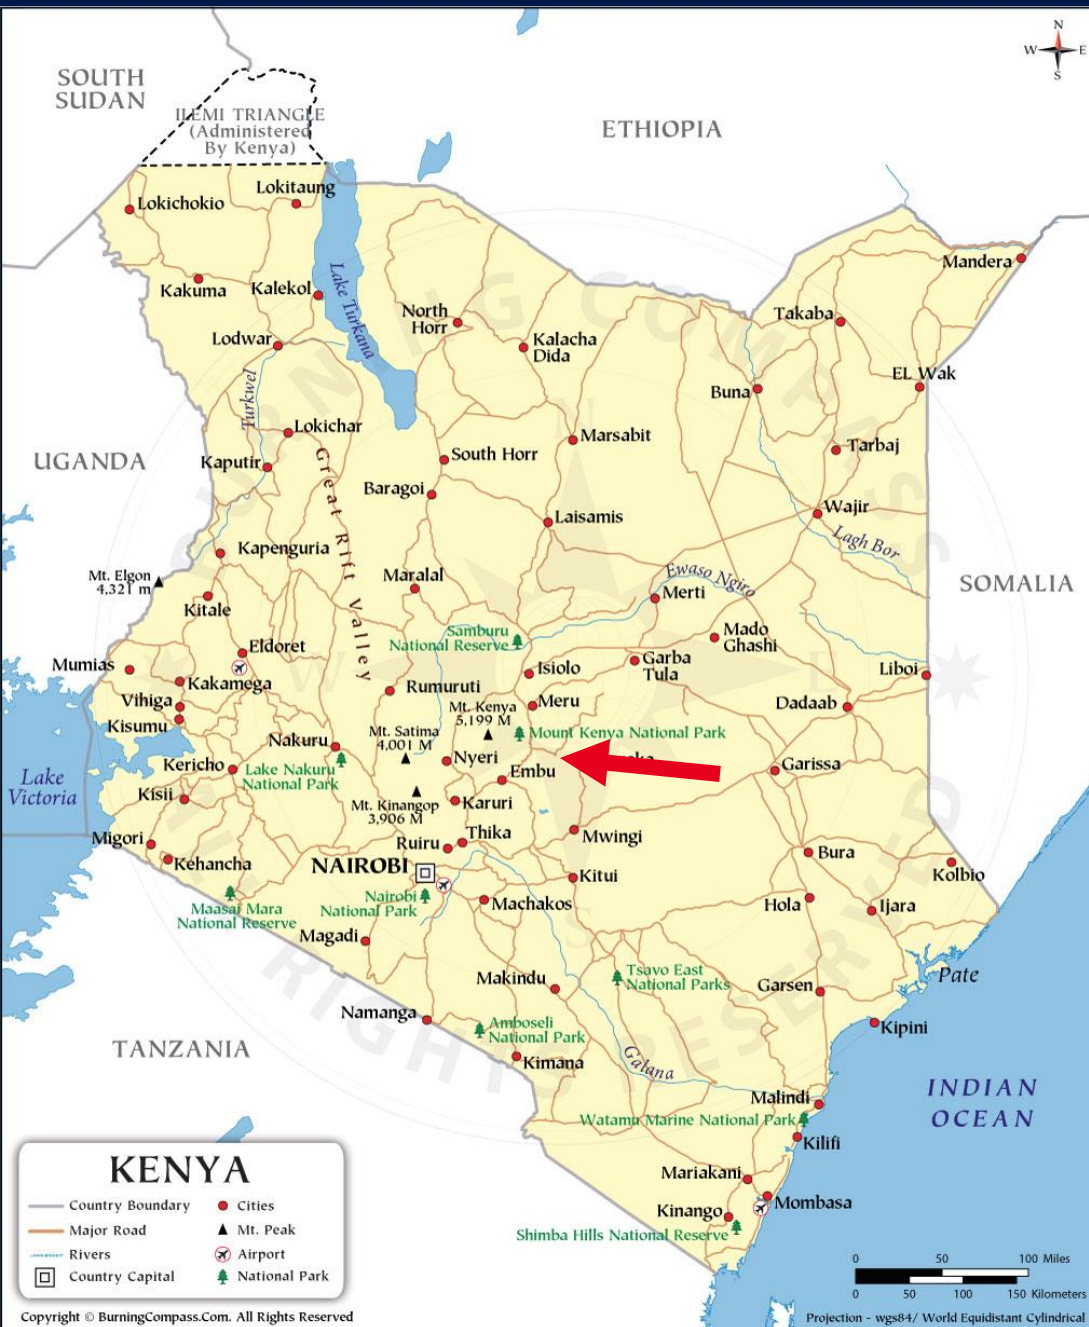 N
W E
S
SOUTH
SUDAN
ILEMI TRIANGLE
(Administered
By Kenya)
ETHIOPIA
Lokitaung
Lokichokio
Mandera
Kakuma
Kalekol
Lake Turkana
North
Horr
Takaba
Lodwar
Kalacha
Dida
EL Wak
Buna
Turkwel
Lokichar
Marsabit
Tarbaj
UGANDA
Kaputir
Great Rift Valley
South Horr
Baragoi
Wajir
Laisamis
Lagh Bor
Kapenguria
Mt. Elgon
4,321 m
Maralal
Ewaso Ngiro
SOMALIA
Kitale
Merti
Samburu
National Reserve
Mado
Ghashi
Eldoret
Mumias
Isiolo
Garba
Tula
Liboi
Kakamega
Rumuruti
Vihiga
Mt. Kenya
5,199 M
Meru
Dadaab
Kisumu
Mt. Satima
4,001 M
Mount Kenya National Park
Nakuru
Nyeri
Kericho
Lake Nakuru
National Park
Embu
Garissa
Lake
Victoria
Kisii
Mt. Kinangop
3,906 M
Karuri
Migori
Ruiru
Thika
Mwingi
Kehancha
NAIROBI
Bura
Kolbio
Kitui
Maasai Mara
National Reserve
Nairobi
National Park
Machakos
Hola
Ijara
Magadi
Makindu
Tsavo East
National Parks
Garsen
Pate
Namanga
Amboseli
National Park
Kipini
TANZANIA
Kimana
Galana
INDIAN
OCEAN
Malindi
Watamu Marine National Park
Kilifi
Mariakani
Mombasa
Kinango
Shimba Hills National Reserve
KENYA
Country Boundary
Cities
Major Road
Mt. Peak
Rivers
Airport
Country Capital
National Park
0 50 100 Miles
0 50 100 150 Kilometers
Copyright © BurningCompass.Com. All Rights Reserved
Projection - wgs84/ World Equidistant Cylindrical
BURNING COMPASS
ALL RIGHTS RESERVED